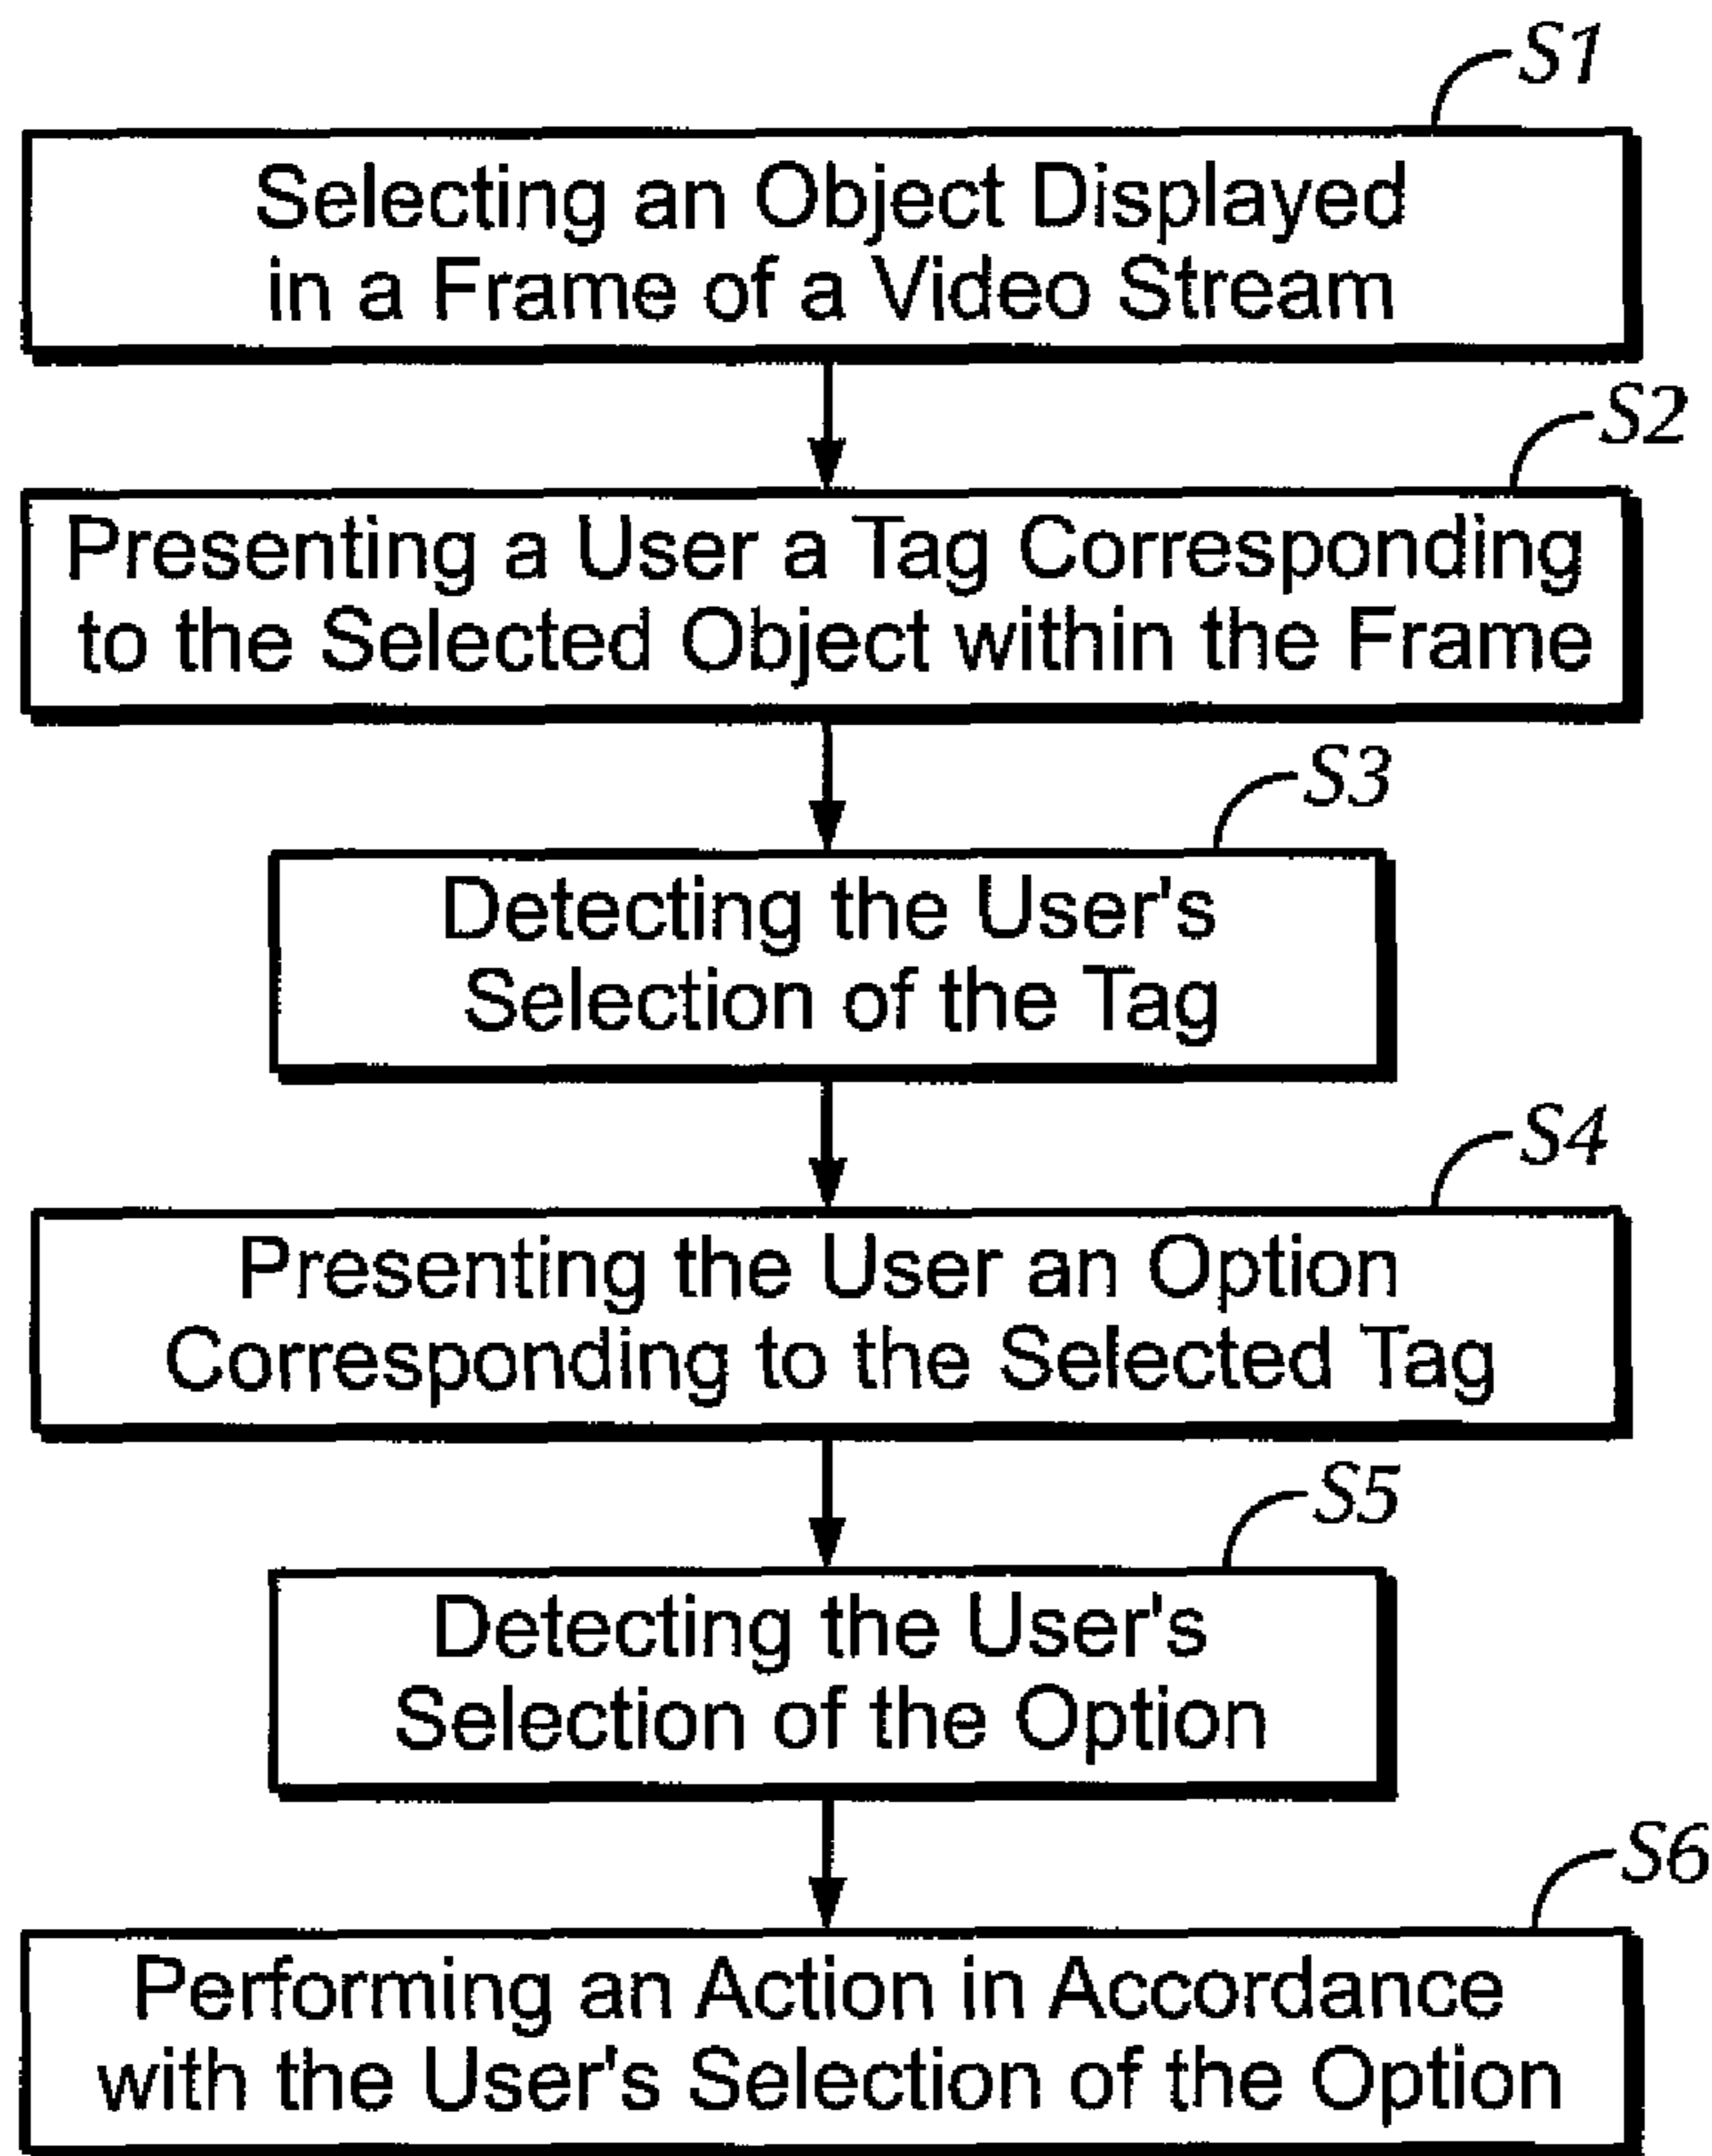 S1
Selecting an Object Displayed
in a Frame of a Video Stream
S2
Presenting a User a Tag Corresponding
to the Selected Object within the Frame
S3
Detecting the User's
Selection of the Tag
S4
Presenting the User an Option
Corresponding to the Selected Tag
S5
Detecting the User's
Selection of the Option
S6
Performing an Action in Accordance
with the User's Selection of the Option